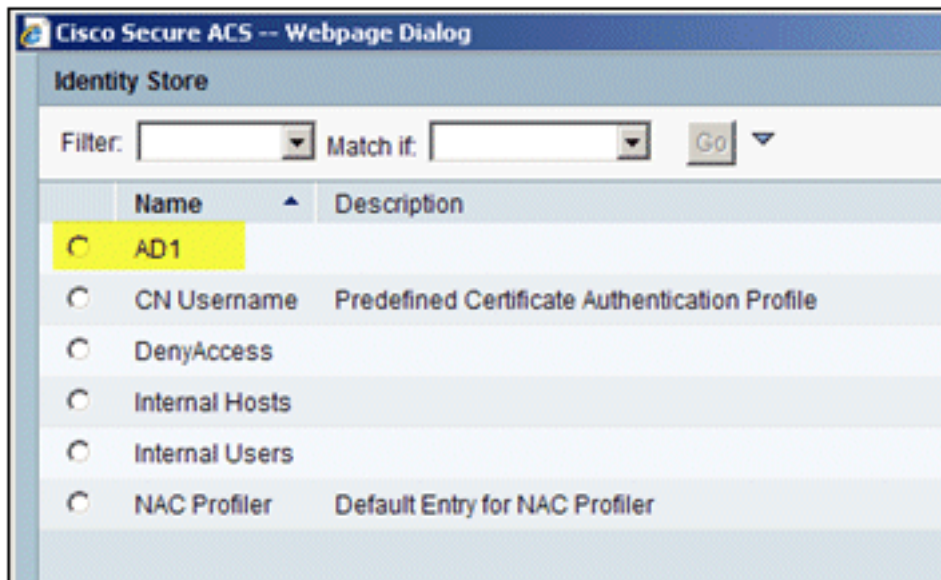 Cisco Secure ACS -- Webpage Dialog
Identity Store
Filter: Match if: Go
Name Description
AD1
CN Username Predefined Certificate Authentication Profile
DenyAccess
Internal Hosts
Internal Users
NAC Profiler Default Entry for NAC Profiler